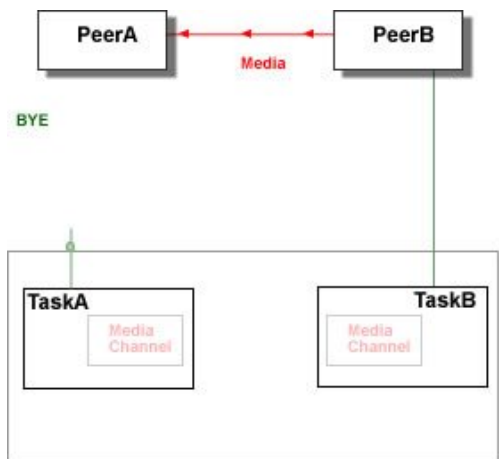 PeerA
PeerB
Media
BYE
TaskA
TaskB
Media
Channel
Media
Channel